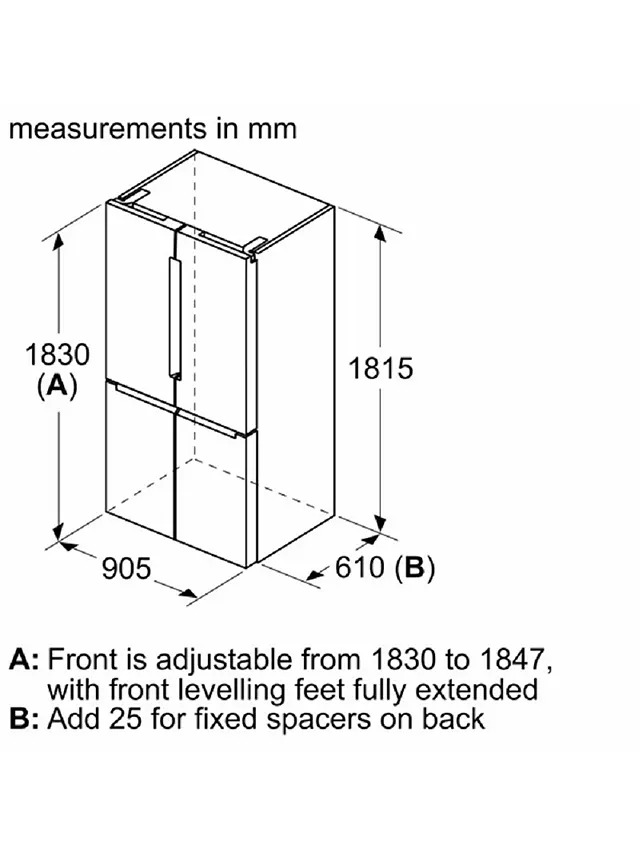 measurements in mm
1830
(A)
1815
905
610 (B)
A: Front is adjustable from 1830 to 1847,
with front levelling feet fully extended
B: Add 25 for fixed spacers on back